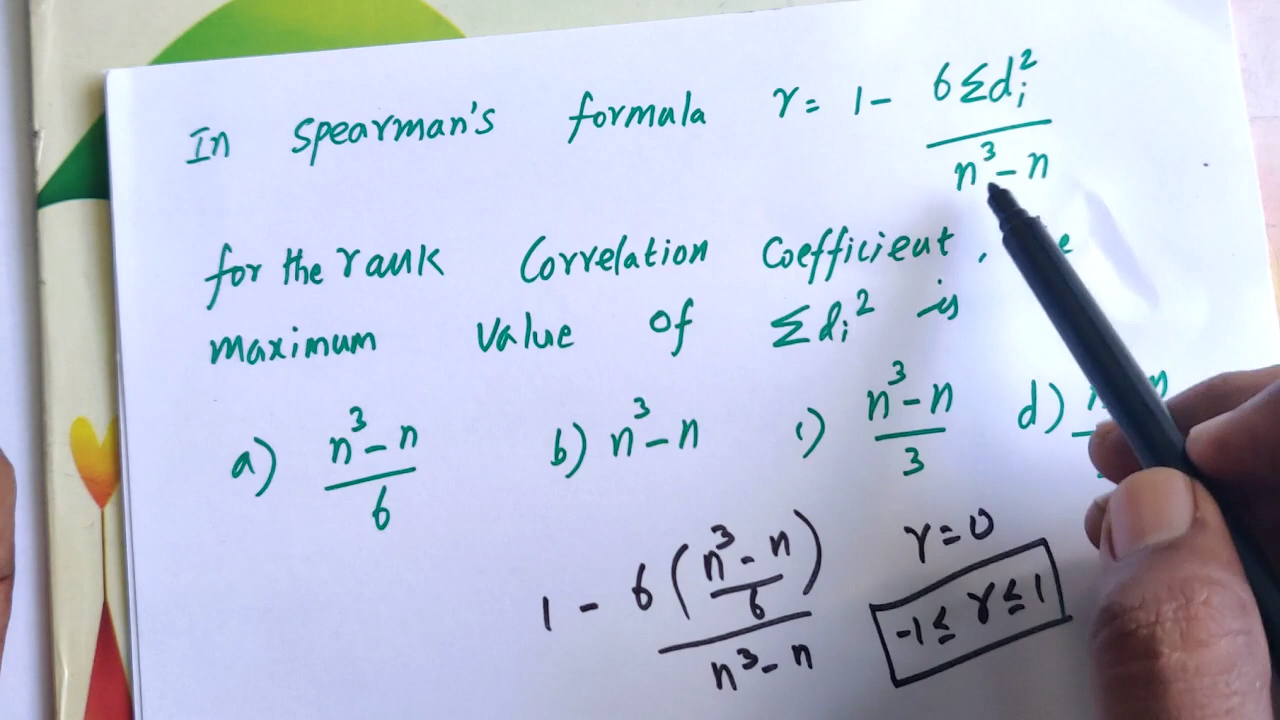 In Spearman's formula r = 1 - 6Σdᵢ² / n³-n
for the rank Correlation Coefficient,
maximum value of Σdᵢ² is
a) n³-n / 6 b) n³-n c) n³-n / 3 d)
1 - 6(n³-n / 6) / n³-n r=0
-1≤ r ≤1